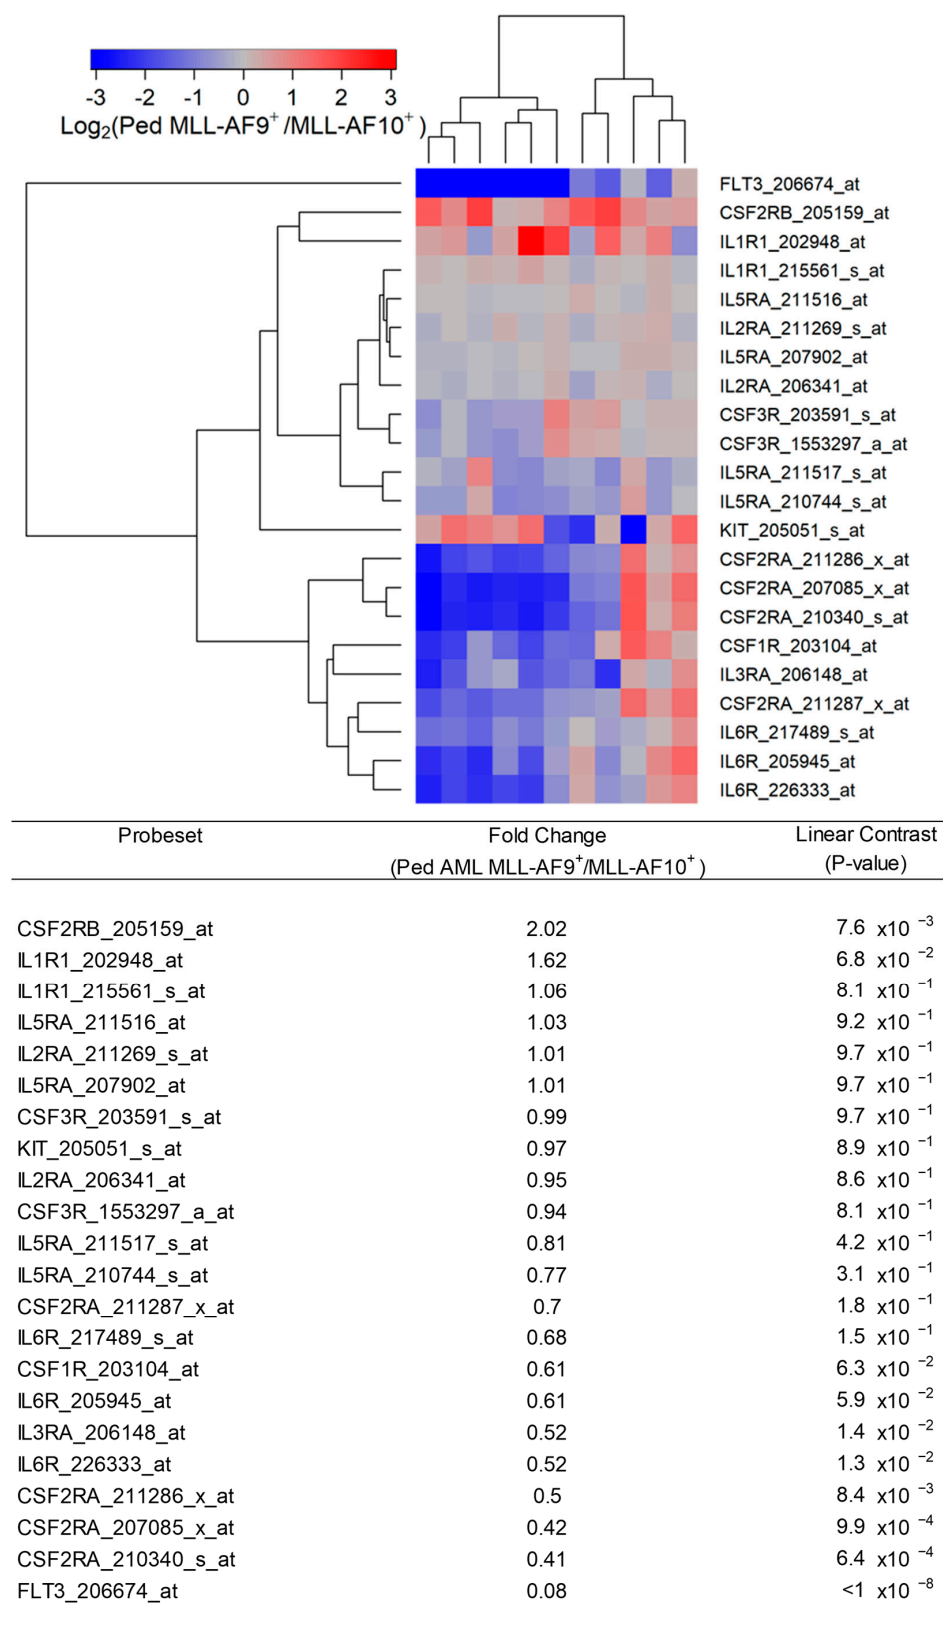 -3 -2 -1 0 1 2 3
Log₂(Ped MLL-AF9⁺/MLL-AF10⁺)
FLT3_206674_at
CSF2RB_205159_at
IL1R1_202948_at
IL1R1_215561_s_at
IL5RA_211516_at
IL2RA_211269_s_at
IL5RA_207902_at
IL2RA_206341_at
CSF3R_203591_s_at
CSF3R_1553297_a_at
IL5RA_211517_s_at
IL5RA_210744_s_at
KIT_205051_s_at
CSF2RA_211286_x_at
CSF2RA_207085_x_at
CSF2RA_210340_s_at
CSF1R_203104_at
IL3RA_206148_at
CSF2RA_211287_x_at
IL6R_217489_s_at
IL6R_205945_at
IL6R_226333_at
Probeset Fold Change Linear Contrast
(Ped AML MLL-AF9⁺/MLL-AF10⁺) (P-value)
CSF2RB_205159_at 2.02 7.6 x10⁻³
IL1R1_202948_at 1.62 6.8 x10⁻²
IL1R1_215561_s_at 1.06 8.1 x10⁻¹
IL5RA_211516_at 1.03 9.2 x10⁻¹
IL2RA_211269_s_at 1.01 9.7 x10⁻¹
IL5RA_207902_at 1.01 9.7 x10⁻¹
CSF3R_203591_s_at 0.99 9.7 x10⁻¹
KIT_205051_s_at 0.97 8.9 x10⁻¹
IL2RA_206341_at 0.95 8.6 x10⁻¹
CSF3R_1553297_a_at 0.94 8.1 x10⁻¹
IL5RA_211517_s_at 0.81 4.2 x10⁻¹
IL5RA_210744_s_at 0.77 3.1 x10⁻¹
CSF2RA_211287_x_at 0.7 1.8 x10⁻¹
IL6R_217489_s_at 0.68 1.5 x10⁻¹
CSF1R_203104_at 0.61 6.3 x10⁻²
IL6R_205945_at 0.61 5.9 x10⁻²
IL3RA_206148_at 0.52 1.4 x10⁻²
IL6R_226333_at 0.52 1.3 x10⁻²
CSF2RA_211286_x_at 0.5 8.4 x10⁻³
CSF2RA_207085_x_at 0.42 9.9 x10⁻⁴
CSF2RA_210340_s_at 0.41 6.4 x10⁻⁴
FLT3_206674_at 0.08 <1 x10⁻⁸